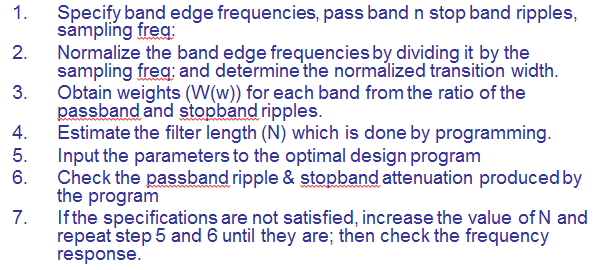 1. Specify band edge frequencies, pass band n stop band ripples,
sampling freq:
2. Normalize the band edge frequencies by dividing it by the
sampling freq: and determine the normalized transition width.
3. Obtain weights (W(w)) for each band from the ratio of the
passband and stopband ripples.
4. Estimate the filter length (N) which is done by programming.
5. Input the parameters to the optimal design program
6. Check the passband ripple & stopband attenuation produced by
the program
7. If the specifications are not satisfied, increase the value of N and
repeat step 5 and 6 until they are; then check the frequency
response.